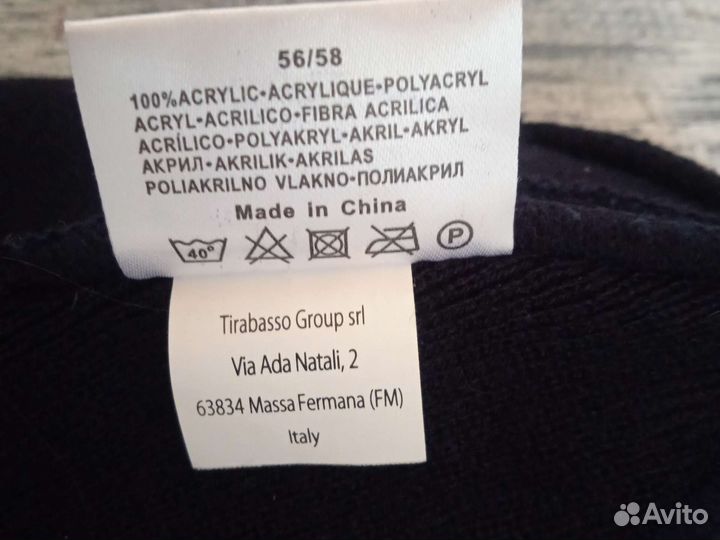 56/58
100%ACRYLIC•ACRYLIQUE•POLYACRYL
ACRYL•ACRILICO•FIBRA ACRILICA
ACRÍLICO•POLYAKRYL•AKRIL•AKRYL
АКРИЛ•AKRILIK•AKRILAS
POLIAKRILNO VLAKNO•ПОЛИАКРИЛ
Made in China
40° P
Tirabasso Group srl
Via Ada Natali, 2
63834 Massa Fermana (FM)
Italy
Avito